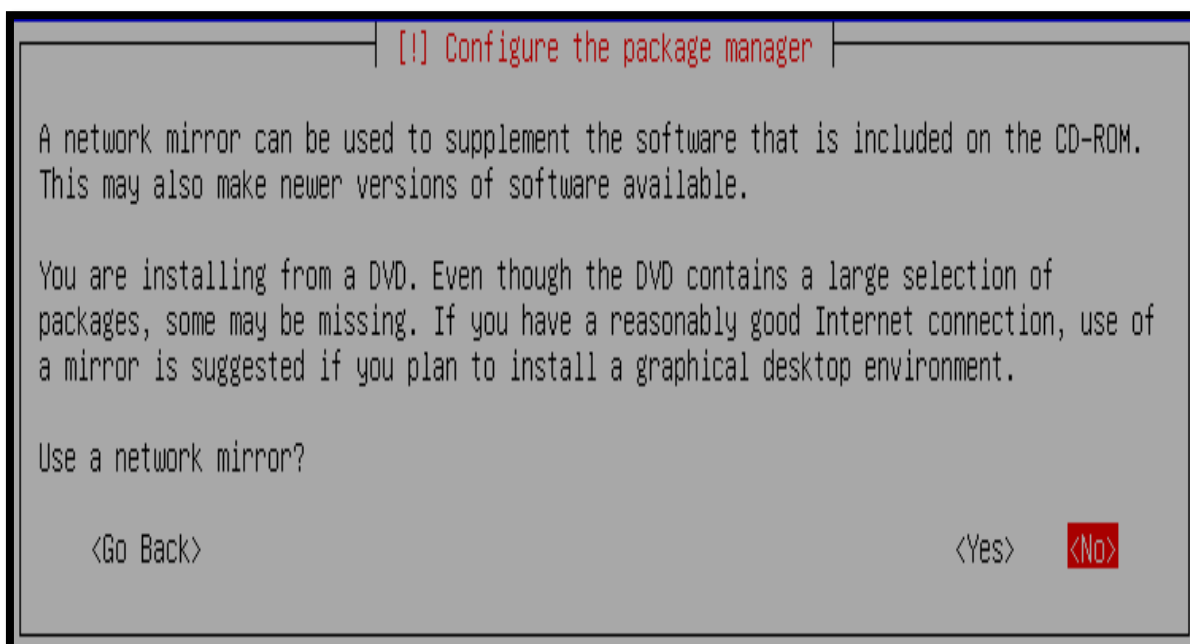 [!] Configure the package manager
A network mirror can be used to supplement the software that is included on the CD-ROM.
This may also make newer versions of software available.
You are installing from a DVD. Even though the DVD contains a large selection of
packages, some may be missing. If you have a reasonably good Internet connection, use of
a mirror is suggested if you plan to install a graphical desktop environment.
Use a network mirror?
<Go Back> <Yes> <No>